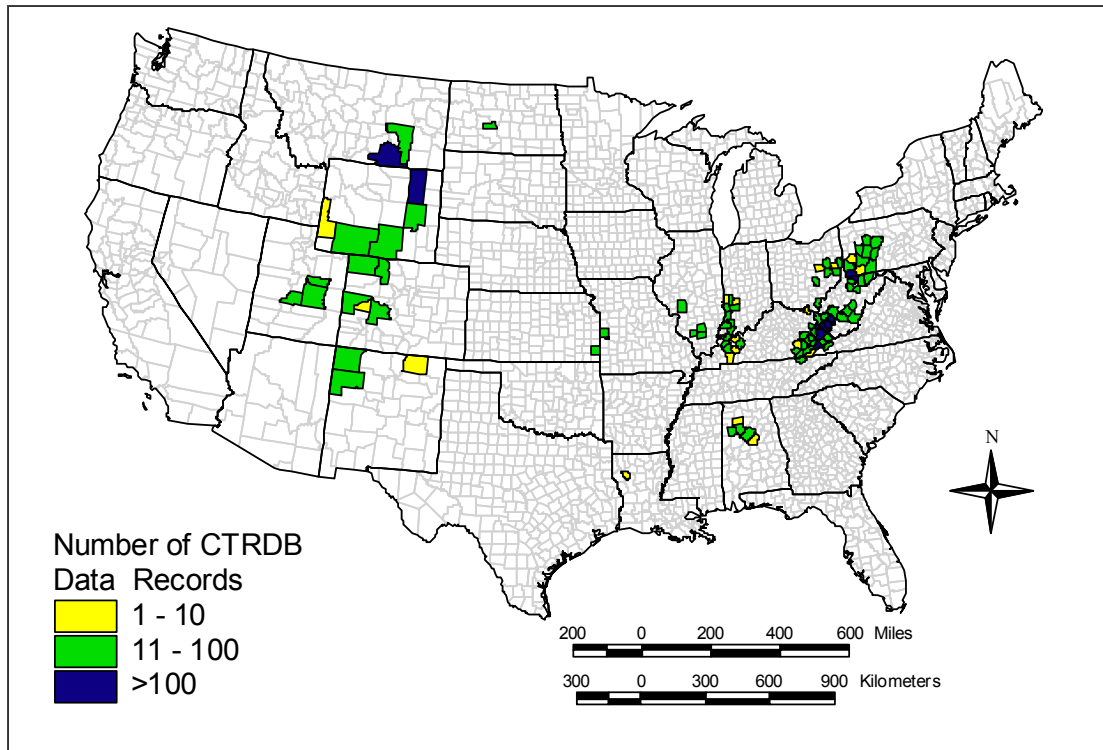 N
Number of CTRDB
Data Records
1 - 10
11 - 100
>100
200 0 200 400 600 Miles
300 0 300 600 900 Kilometers